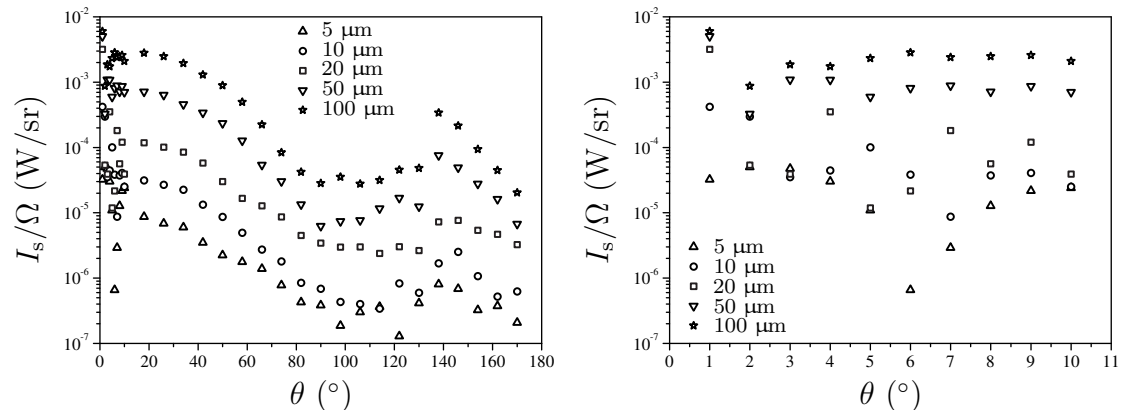 10⁻²
10⁻³
10⁻⁴
10⁻⁵
10⁻⁶
10⁻⁷
I_s/Ω (W/sr)
5 µm
10 µm
20 µm
50 µm
100 µm
0 20 40 60 80 100 120 140 160 180
θ (°)
10⁻²
10⁻³
10⁻⁴
10⁻⁵
10⁻⁶
10⁻⁷
I_s/Ω (W/sr)
5 µm
10 µm
20 µm
50 µm
100 µm
0 1 2 3 4 5 6 7 8 9 10 11
θ (°)